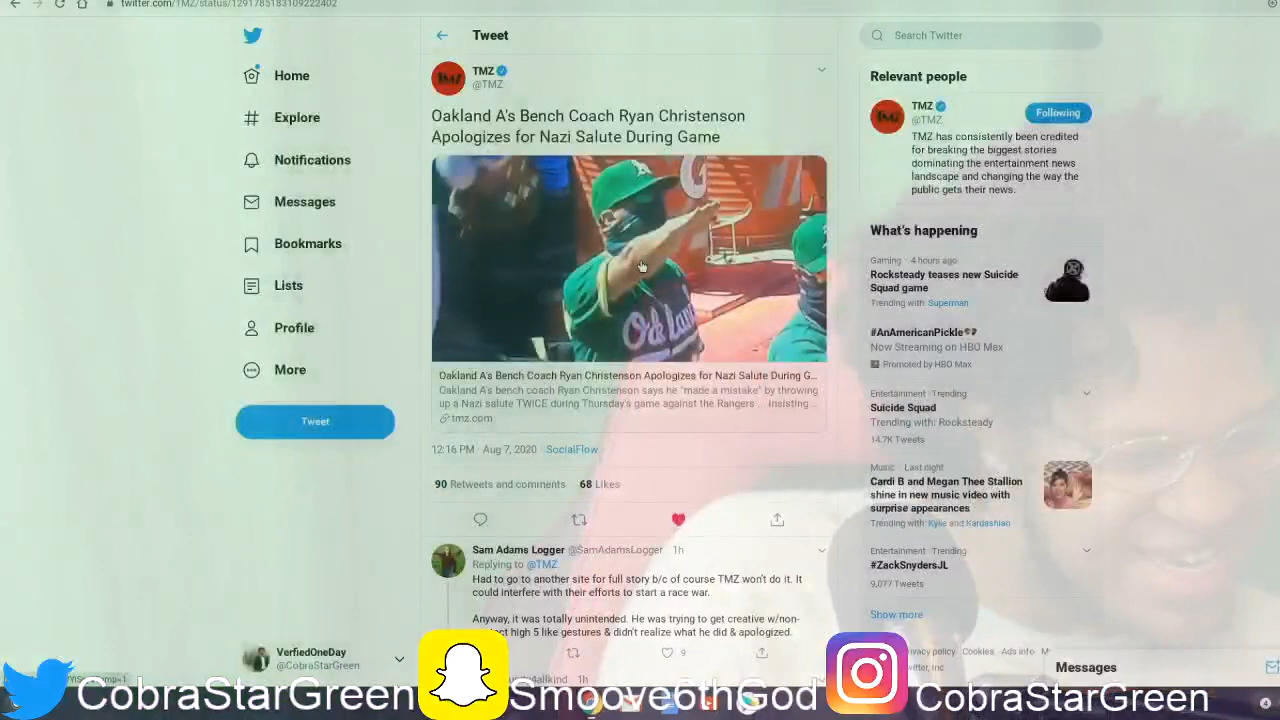 twitter.com/TMZ/status/1291785183109222402
Tweet
Search Twitter
Home
Explore
Notifications
Messages
Bookmarks
Lists
Profile
More
Tweet
TMZ
@TMZ
Oakland A's Bench Coach Ryan Christenson
Apologizes for Nazi Salute During Game
Oakland A's Bench Coach Ryan Christenson Apologizes for Nazi Salute During G...
Oakland A's bench coach Ryan Christenson says he "made a mistake" by throwing
up a Nazi salute TWICE during Thursday's game against the Rangers ... insisting ...
tmz.com
12:16 PM · Aug 7, 2020 · SocialFlow
90 Retweets and comments 68 Likes
Sam Adams Logger @SamAdamsLogger · 1h
Replying to @TMZ
Had to go to another site for full story b/c of course TMZ won't do it. It
could interfere with their efforts to start a race war.
Anyway, it was totally unintended. He was trying to get creative w/non-
high 5 like gestures & didn't realize what he did & apologized.
9
Relevant people
TMZ
@TMZ
Following
TMZ has consistently been credited
for breaking the biggest stories
dominating the entertainment news
landscape and changing the way the
public gets their news.
What's happening
Gaming · 4 hours ago
Rocksteady teases new Suicide
Squad game
Trending with: Superman
#AnAmericanPickle
Now Streaming on HBO Max
Promoted by HBO Max
Entertainment · Trending
Suicide Squad
Trending with: Rocksteady
14.7K Tweets
Music · Last night
Cardi B and Megan Thee Stallion
shine in new music video with
surprise appearances
Trending with: Kylie and Kardashian
Entertainment · Trending
#ZackSnydersJL
9,077 Tweets
Show more
policy Cookies Ads info
Messages
VerfiedOneDay
@CobraStarGreen
CobraStarGreen
Smoove6thGod
CobraStarGreen